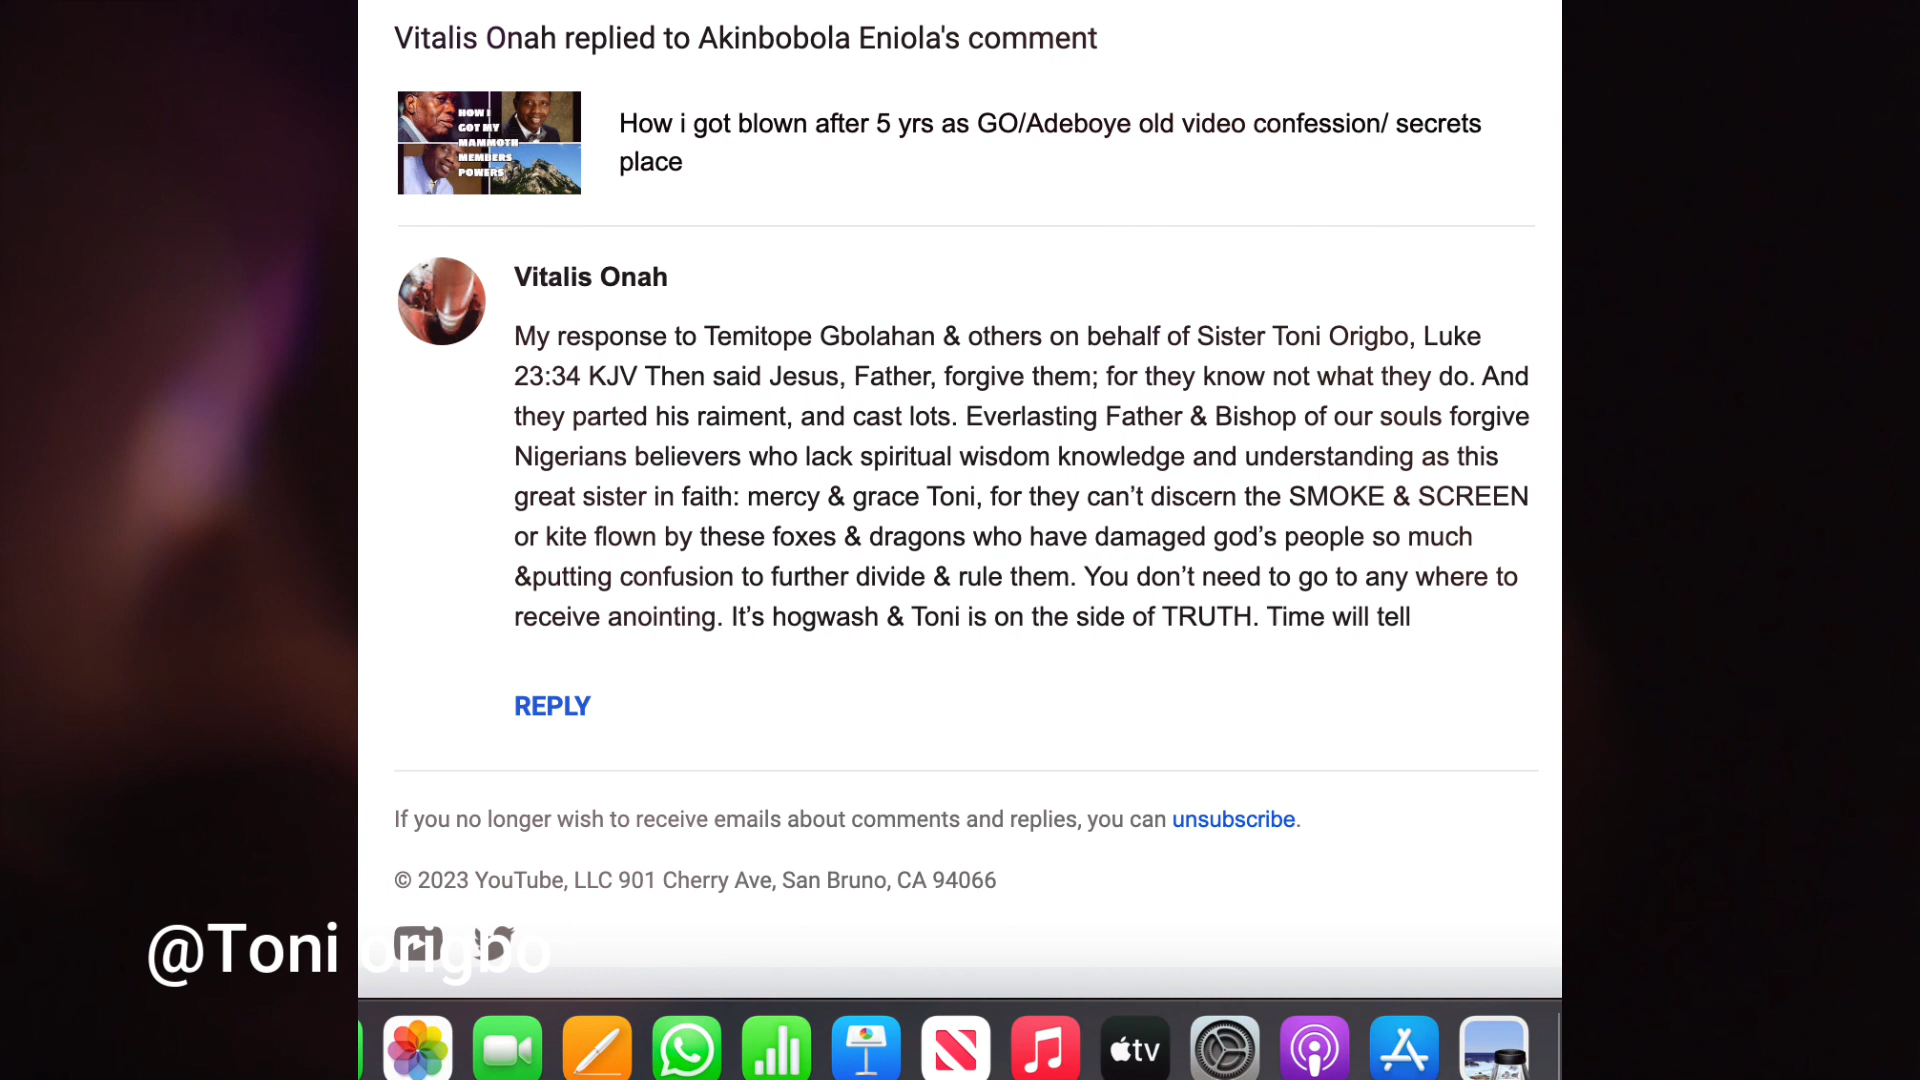 Vitalis Onah replied to Akinbobola Eniola's comment
HOW I
GOT MY
MAMMOTH
MEMBERS
POWERS
How i got blown after 5 yrs as GO/Adeboye old video confession/ secrets
place
Vitalis Onah
My response to Temitope Gbolahan & others on behalf of Sister Toni Origbo, Luke
23:34 KJV Then said Jesus, Father, forgive them; for they know not what they do. And
they parted his raiment, and cast lots. Everlasting Father & Bishop of our souls forgive
Nigerians believers who lack spiritual wisdom knowledge and understanding as this
great sister in faith: mercy & grace Toni, for they can’t discern the SMOKE & SCREEN
or kite flown by these foxes & dragons who have damaged god’s people so much
&putting confusion to further divide & rule them. You don’t need to go to any where to
receive anointing. It’s hogwash & Toni is on the side of TRUTH. Time will tell
REPLY
If you no longer wish to receive emails about comments and replies, you can unsubscribe.
© 2023 YouTube, LLC 901 Cherry Ave, San Bruno, CA 94066
@Toni origbo
tv